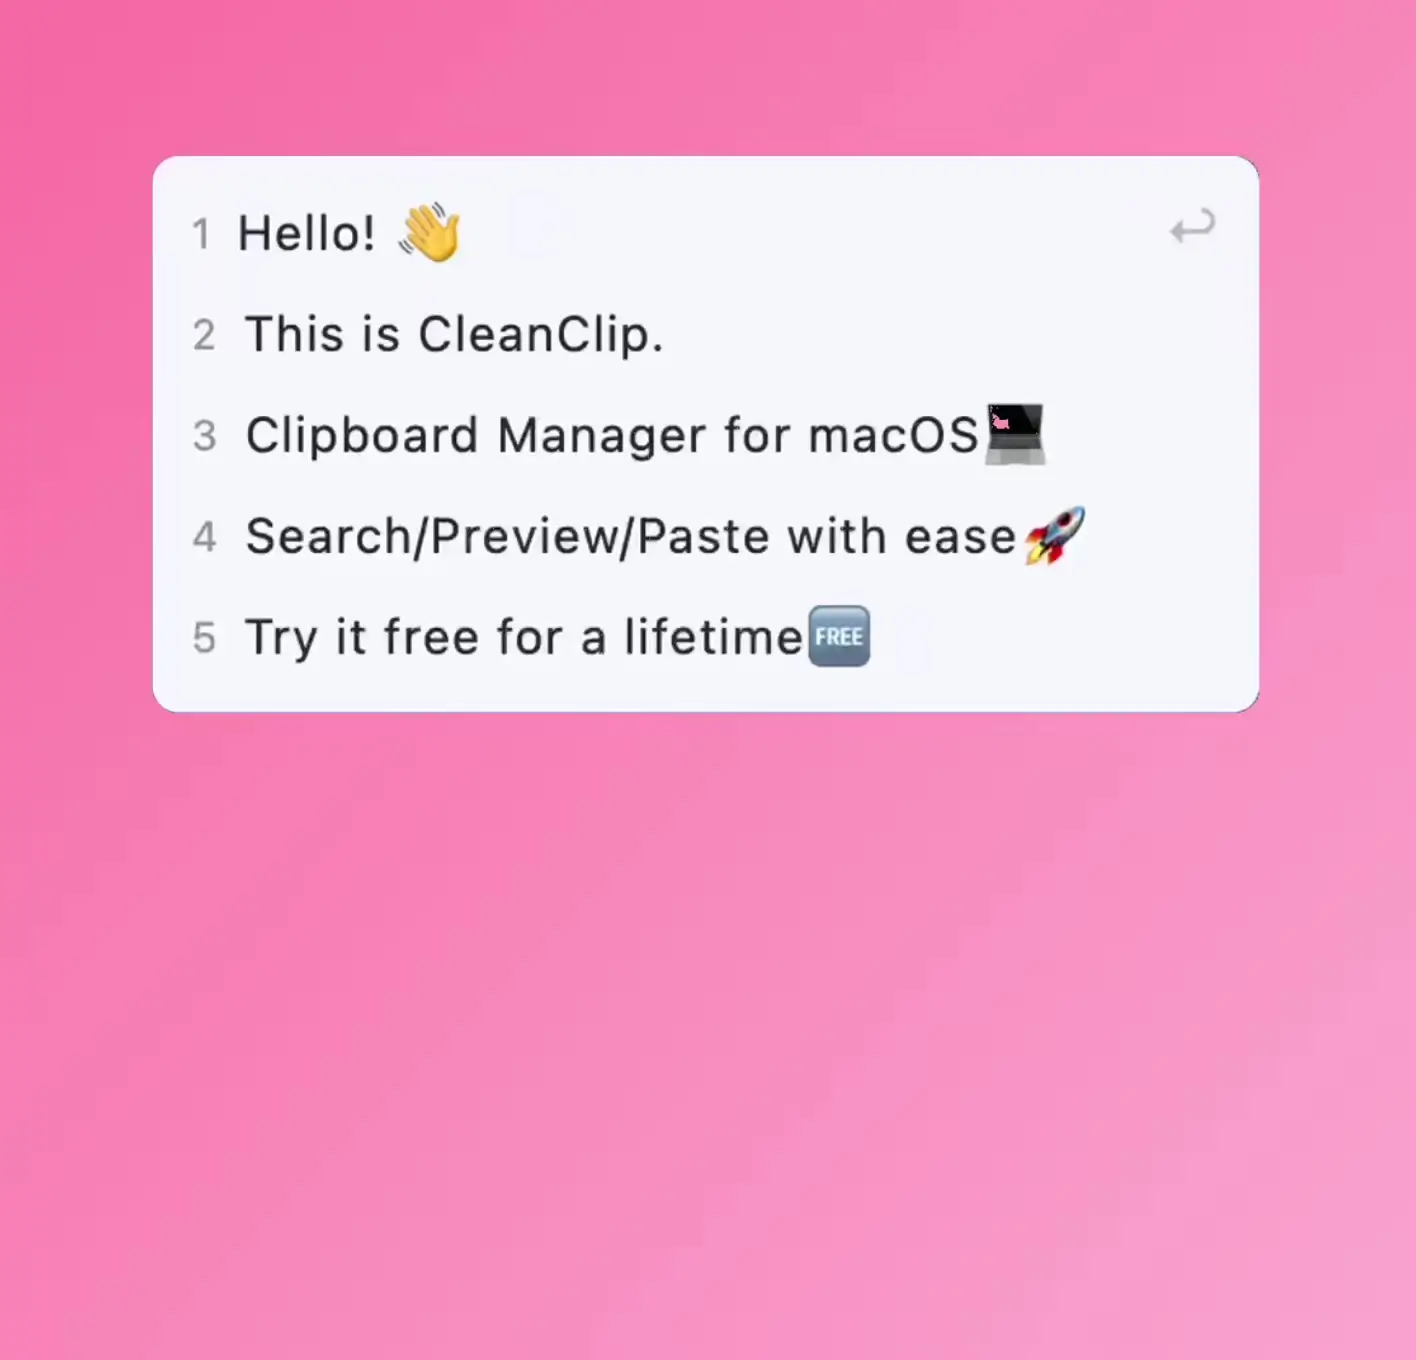 1 Hello! 👋
2 This is CleanClip.
3 Clipboard Manager for macOS💻
4 Search/Preview/Paste with ease🚀
5 Try it free for a lifetime🆓